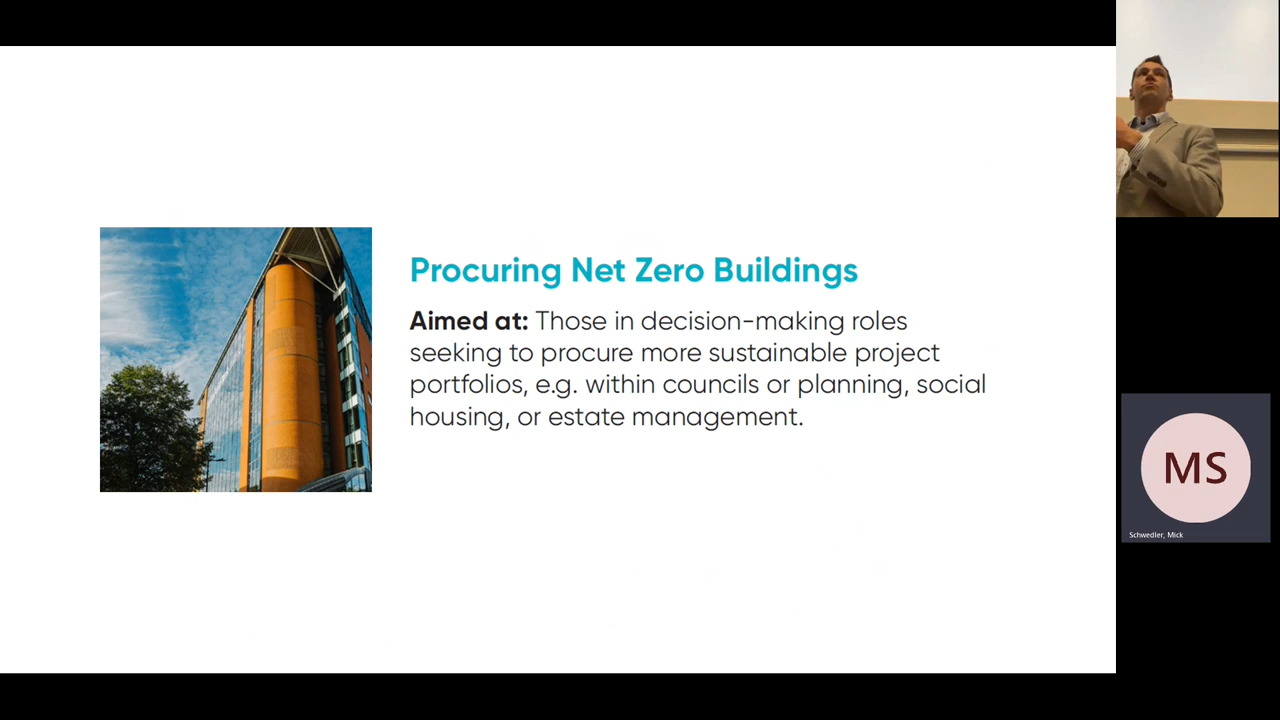 Procuring Net Zero Buildings
Aimed at: Those in decision-making roles
seeking to procure more sustainable project
portfolios, e.g. within councils or planning, social
housing, or estate management.
MS
Schwedler, Mick